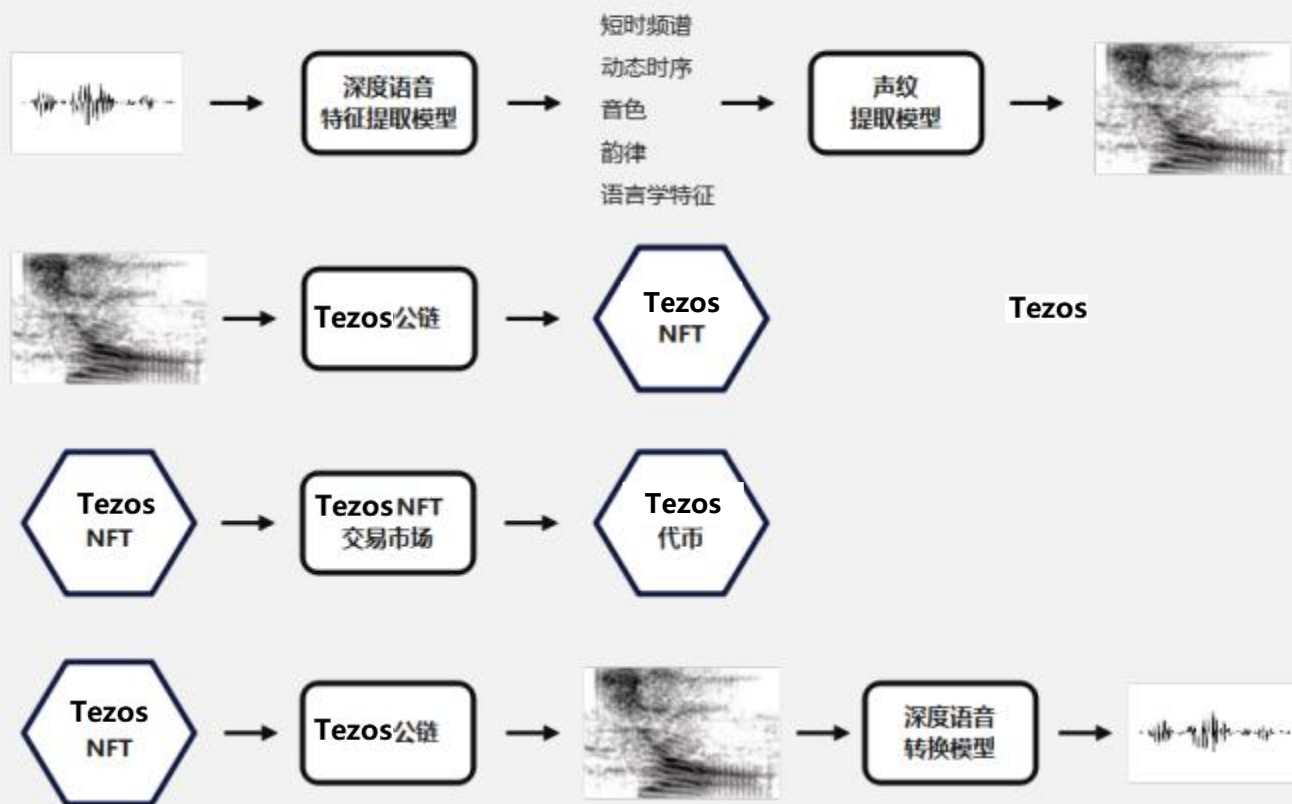 短时频谱
动态时序
音色
韵律
语言学特征
深度语音
特征提取模型
声纹
提取模型
Tezos公链
Tezos
NFT
Tezos
Tezos
NFT
Tezos NFT
交易市场
Tezos
代币
Tezos
NFT
Tezos公链
深度语音
转换模型